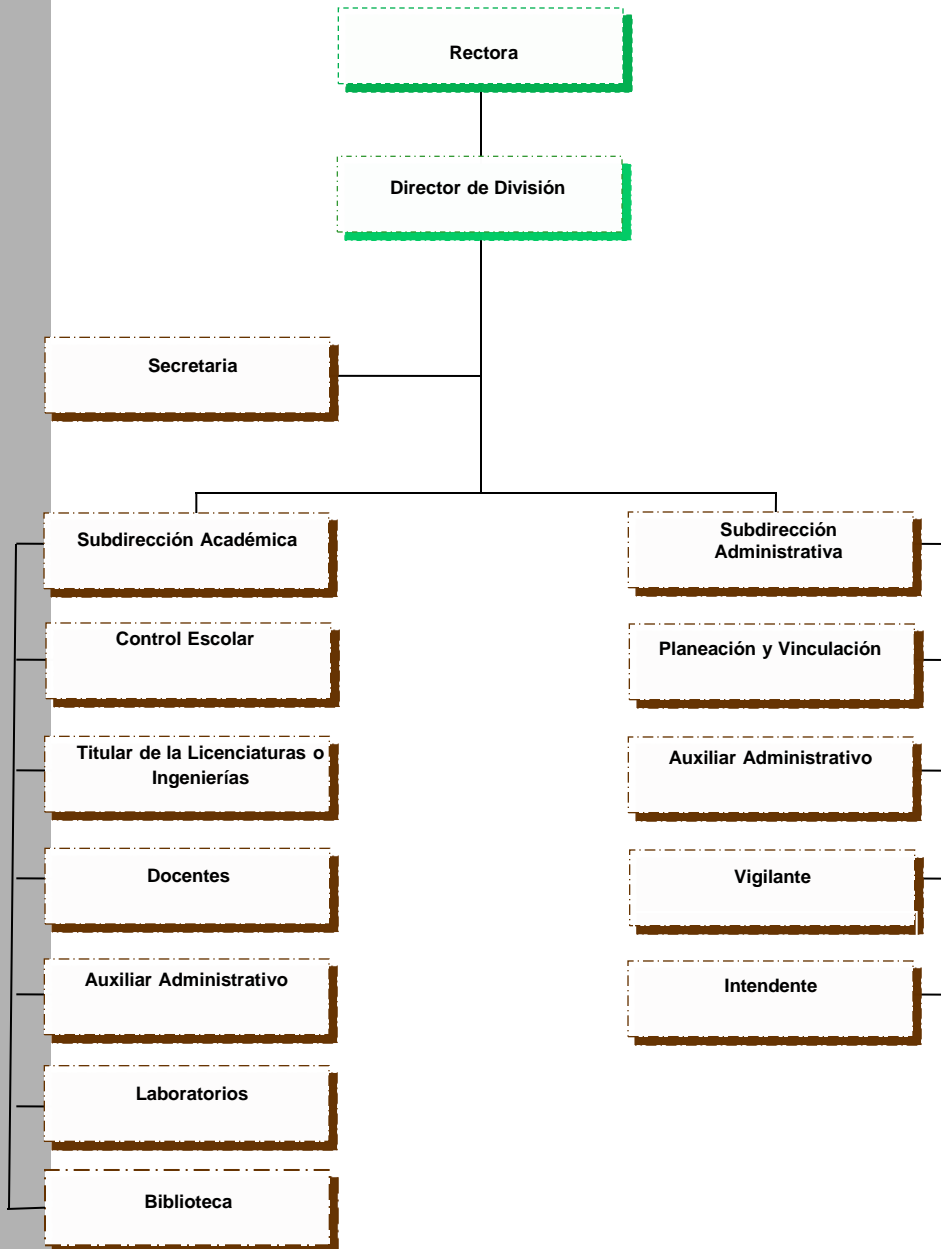 Rectora
Director de División
Secretaria
Subdirección Académica
Control Escolar
Titular de la Licenciaturas o
Ingenierías
Docentes
Auxiliar Administrativo
Laboratorios
Biblioteca
Subdirección
Administrativa
Planeación y Vinculación
Auxiliar Administrativo
Vigilante
Intendente